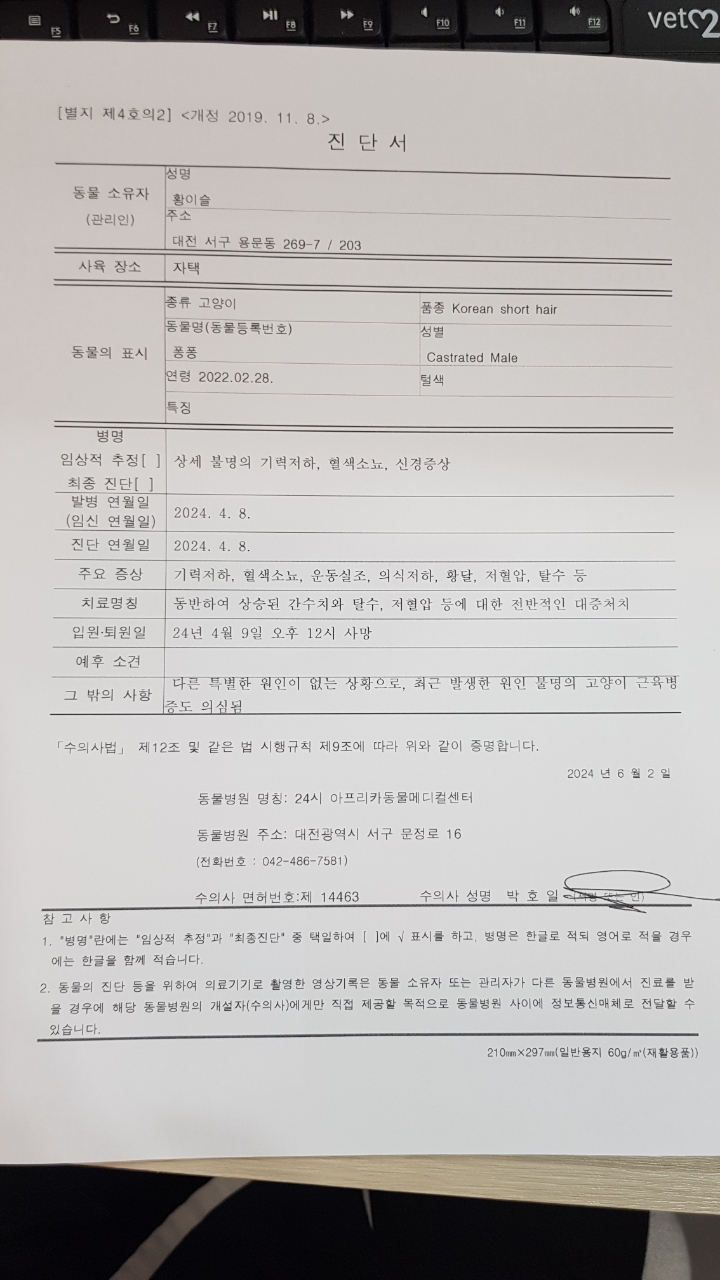 F5 F6 F7 F8 F9 F10 F11 F12 vet
[별지 제4호의2] <개정 2019. 11. 8.>
진 단 서
동물 소유자
(관리인)
성명
황이슬
주소
대전 서구 용문동 269-7 / 203
사육 장소 자택
동물의 표시
종류 고양이 품종 Korean short hair
동물명(동물등록번호) 성별
퐁퐁 Castrated Male
연령 2022.02.28. 털색
특징
병명
임상적 추정[ ] 상세 불명의 기력저하, 혈색소뇨, 신경증상
최종 진단[ ]
발병 연월일
(임신 연월일) 2024. 4. 8.
진단 연월일 2024. 4. 8.
주요 증상 기력저하, 혈색소뇨, 운동실조, 의식저하, 황달, 저혈압, 탈수 등
치료명칭 동반하여 상승된 간수치와 탈수, 저혈압 등에 대한 전반적인 대증처치
입원·퇴원일 24년 4월 9일 오후 12시 사망
예후 소견
그 밖의 사항 다른 특별한 원인이 없는 상황으로, 최근 발생한 원인 불명의 고양이 근육병
증도 의심됨
「수의사법」 제12조 및 같은 법 시행규칙 제9조에 따라 위와 같이 증명합니다.
2024 년 6 월 2 일
동물병원 명칭: 24시 아프리카동물메디컬센터
동물병원 주소: 대전광역시 서구 문정로 16
(전화번호 : 042-486-7581)
수의사 면허번호:제 14463 수의사 성명 박 호 일 (서명 또는 인)
참 고 사 항
1. "병명"란에는 "임상적 추정"과 "최종진단" 중 택일하여 [ ]에 √ 표시를 하고, 병명은 한글로 적되 영어로 적을 경우
에는 한글을 함께 적습니다.
2. 동물의 진단 등을 위하여 의료기기로 촬영한 영상기록은 동물 소유자 또는 관리자가 다른 동물병원에서 진료를 받
을 경우에 해당 동물병원의 개설자(수의사)에게만 직접 제공할 목적으로 동물병원 사이에 정보통신매체로 전달할 수
있습니다.
210㎜×297㎜(일반용지 60g/㎡(재활용품))